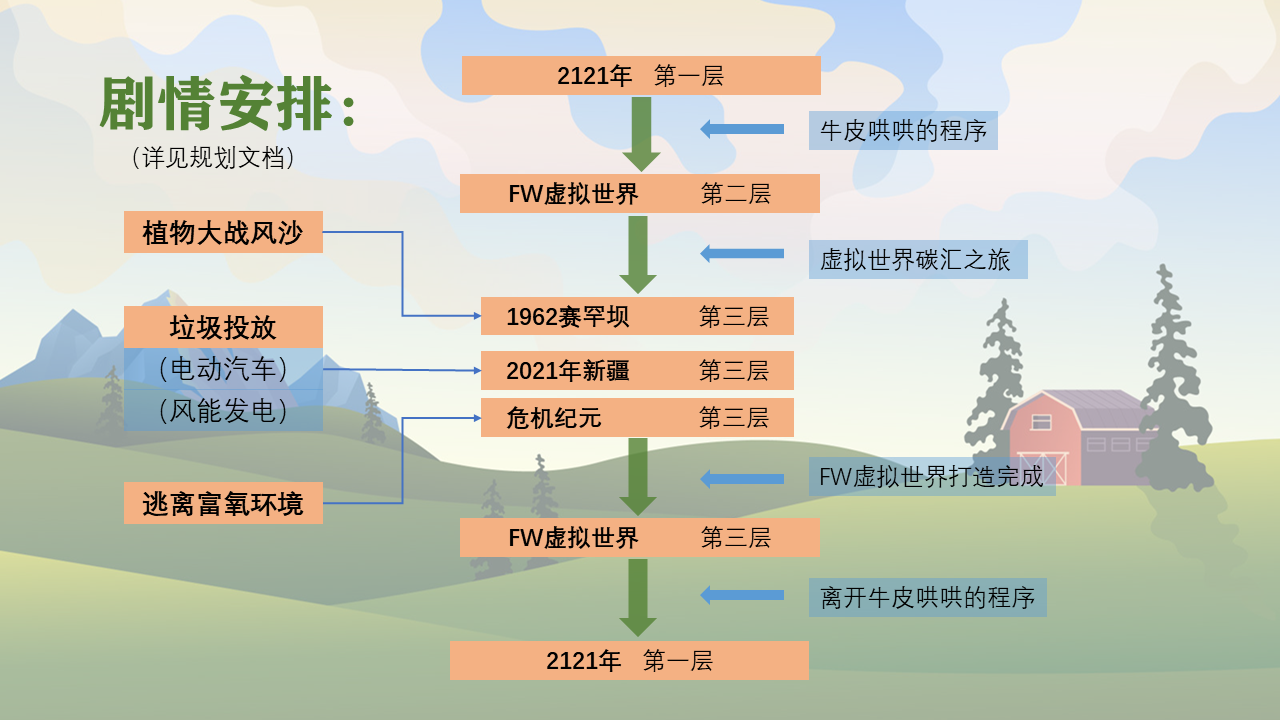 剧情安排：
（详见规划文档）
2121年 第一层
牛皮哄哄的程序
FW虚拟世界 第二层
植物大战风沙
虚拟世界碳汇之旅
1962赛罕坝 第三层
垃圾投放
（电动汽车）
（风能发电）
2021年新疆 第三层
危机纪元 第三层
逃离富氧环境
FW虚拟世界打造完成
FW虚拟世界 第三层
离开牛皮哄哄的程序
2121年 第一层